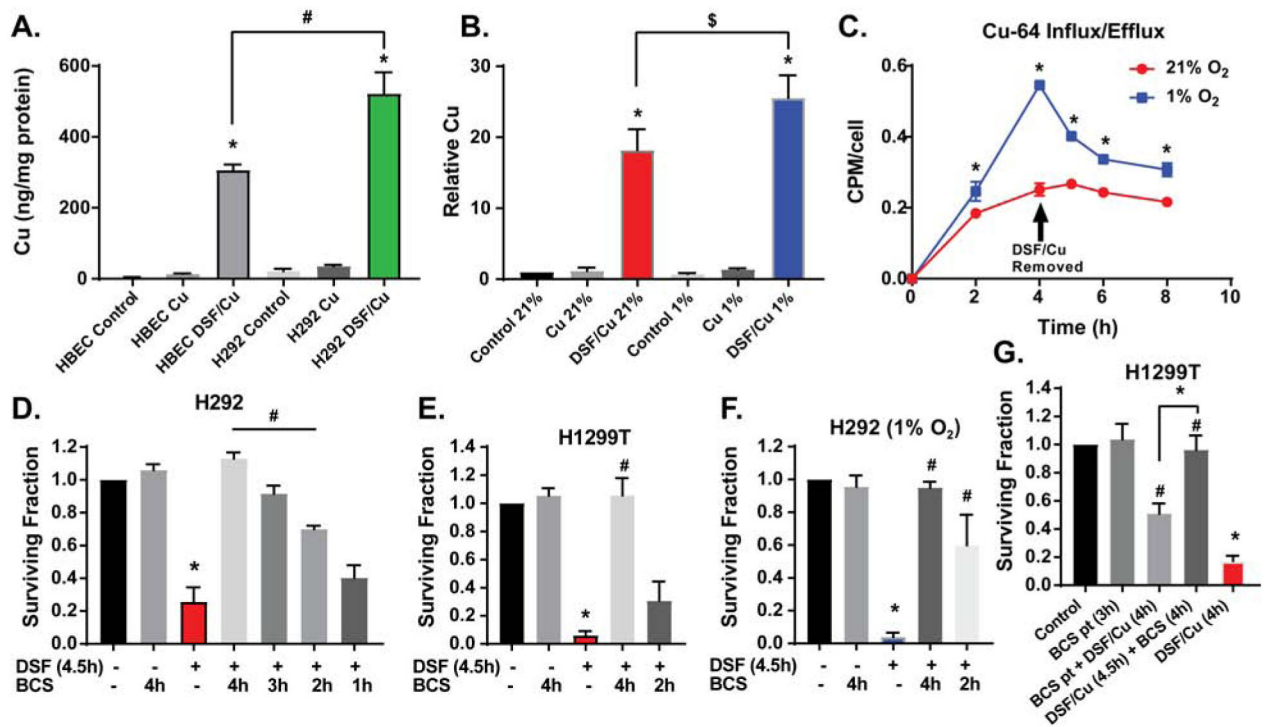 A.
#
Cu (ng/mg protein)
600
400
200
0
*
*
HBEC Control
HBEC Cu
HBEC DSF/Cu
H292 Control
H292 Cu
H292 DSF/Cu
B.
$
Relative Cu
30
20
10
0
*
*
Control 21%
Cu 21%
DSF/Cu 21%
Control 1%
Cu 1%
DSF/Cu 1%
C.
Cu-64 Influx/Efflux
21% O₂
1% O₂
CPM/cell
0.6
0.4
0.2
0.0
* * * * *
DSF/Cu
Removed
0 2 4 6 8 10
Time (h)
D.
H292
#
Surviving Fraction
1.2
1.0
0.8
0.6
0.4
0.2
0.0
*
DSF (4.5h) - - + + + + +
BCS - 4h - 4h 3h 2h 1h
E.
H1299T
Surviving Fraction
1.4
1.2
1.0
0.8
0.6
0.4
0.2
0.0
#
*
DSF (4.5h) - - + + +
BCS - 4h - 4h 2h
F.
H292 (1% O₂)
Surviving Fraction
1.2
1.0
0.8
0.6
0.4
0.2
0.0
# #
*
DSF (4.5h) - - + + +
BCS - 4h - 4h 2h
G.
H1299T
*
Surviving Fraction
1.4
1.2
1.0
0.8
0.6
0.4
0.2
0.0
#
#
*
Control
BCS pt (3h)
BCS pt + DSF/Cu (4h)
DSF/Cu (4.5h) + BCS (4h)
DSF/Cu (4h)